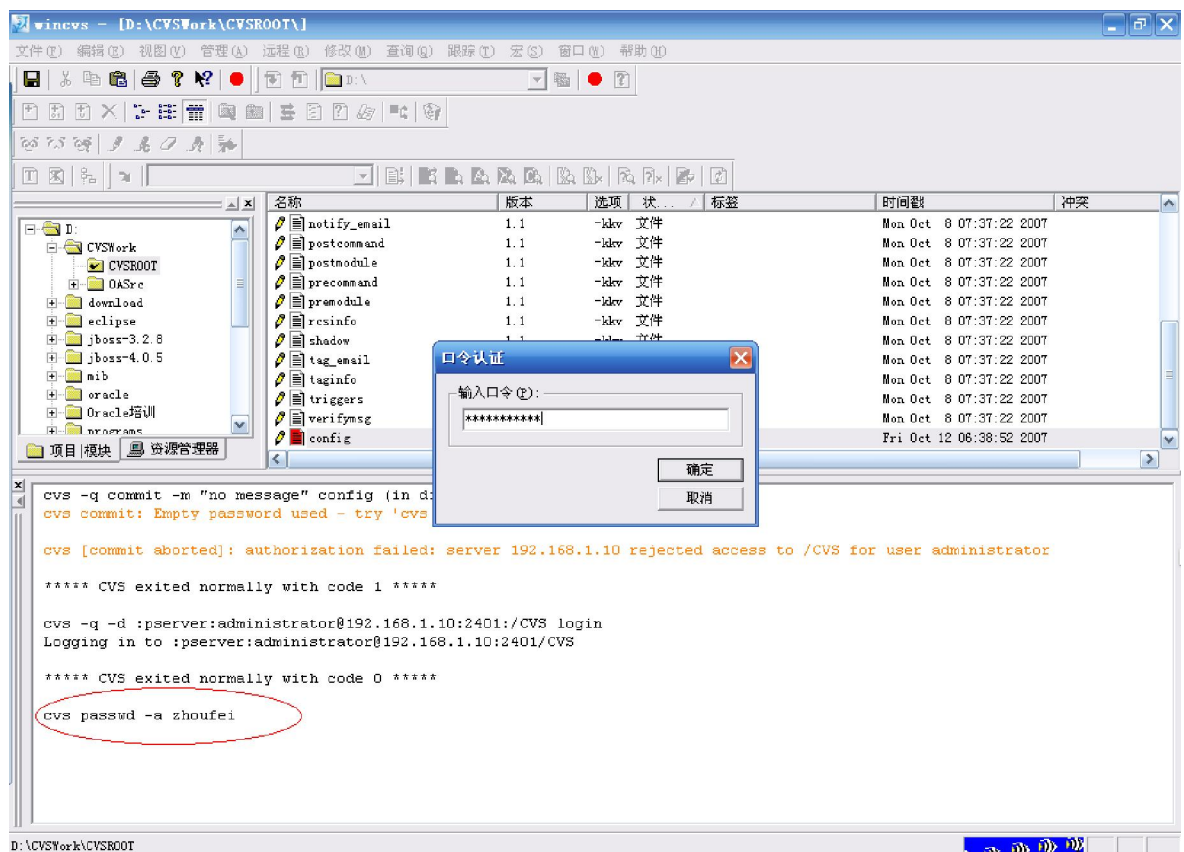 wincvs - [D:\CVSWork\CVSROOT\]
文件(F) 编辑(E) 视图(V) 管理(A) 远程(R) 修改(M) 查询(Q) 跟踪(T) 宏(S) 窗口(W) 帮助(H)
D:\
名称 版本 选项 状... 标签 时间戳 冲突
D:
CVSWork
CVSROOT
OASrc
download
eclipse
jboss-3.2.8
jboss-4.0.5
mib
oracle
Oracle培训
programs
项目|模块 资源管理器
notify_email 1.1 -kkv 文件 Mon Oct 8 07:37:22 2007
postcommand 1.1 -kkv 文件 Mon Oct 8 07:37:22 2007
postmodule 1.1 -kkv 文件 Mon Oct 8 07:37:22 2007
precommand 1.1 -kkv 文件 Mon Oct 8 07:37:22 2007
premodule 1.1 -kkv 文件 Mon Oct 8 07:37:22 2007
rcsinfo 1.1 -kkv 文件 Mon Oct 8 07:37:22 2007
shadow 1.1 -kkv 文件 Mon Oct 8 07:37:22 2007
tag_email Mon Oct 8 07:37:22 2007
taginfo Mon Oct 8 07:37:22 2007
triggers Mon Oct 8 07:37:22 2007
verifymsg Mon Oct 8 07:37:22 2007
config Fri Oct 12 06:38:52 2007
口令认证
输入口令(P):
***********
确定
取消
cvs -q commit -m "no message" config (in d:
cvs commit: Empty password used - try 'cvs
cvs [commit aborted]: authorization failed: server 192.168.1.10 rejected access to /CVS for user administrator
***** CVS exited normally with code 1 *****
cvs -q -d :pserver:administrator@192.168.1.10:2401:/CVS login
Logging in to :pserver:administrator@192.168.1.10:2401/CVS
***** CVS exited normally with code 0 *****
cvs passwd -a zhoufei
D:\CVSWork\CVSROOT